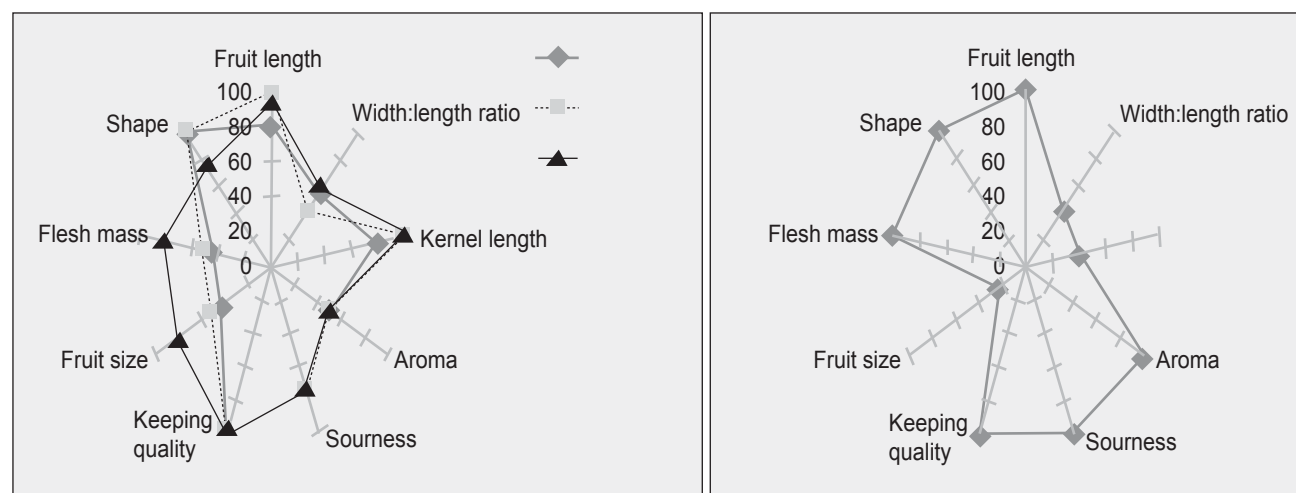 Fruit length
100
80
60
40
20
0
Width:length ratio
Kernel length
Aroma
Sourness
Keeping
quality
Fruit size
Flesh mass
Shape
Fruit length
100
80
60
40
20
0
Width:length ratio
Aroma
Sourness
Keeping
quality
Fruit size
Flesh mass
Shape